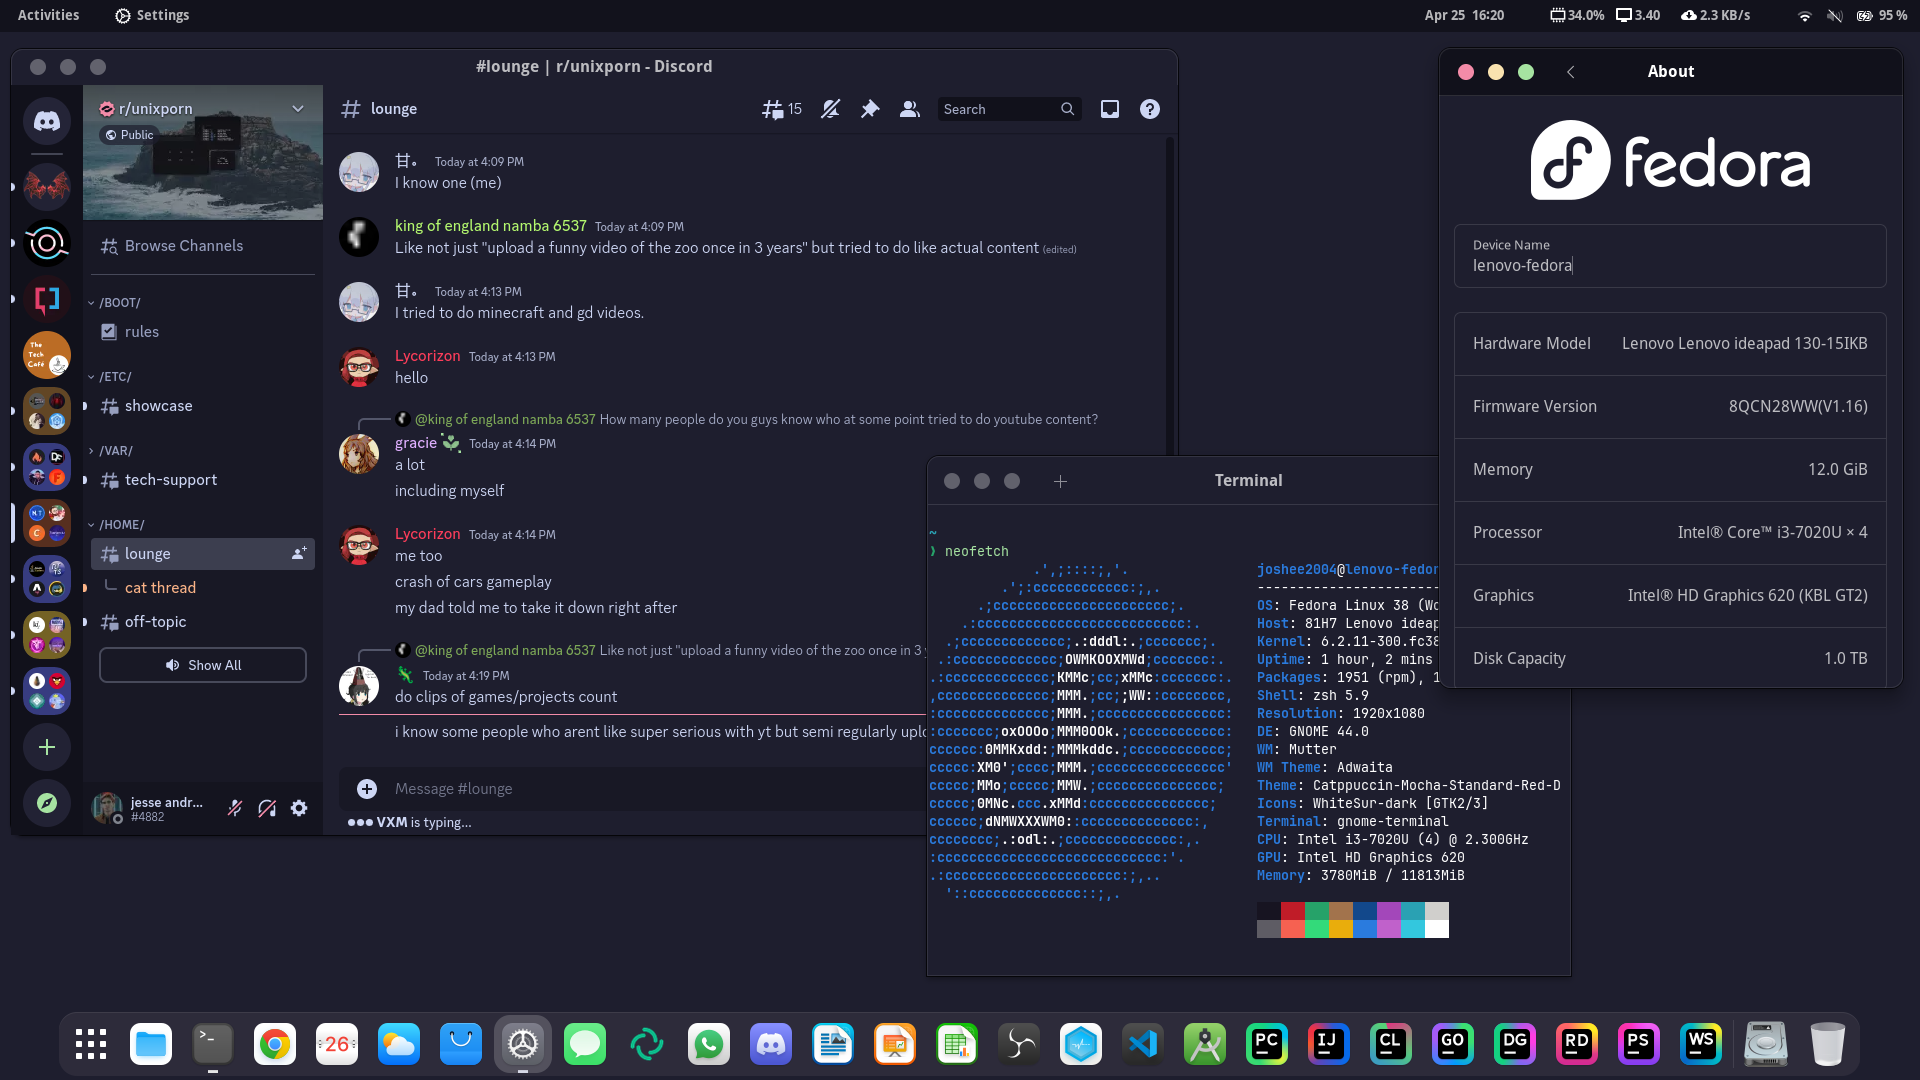 Activities
Settings
Apr 25 16:20
34.0%
3.40
2.3 KB/s
95 %
#lounge | r/unixporn - Discord
r/unixporn
Public
Browse Channels
/BOOT/
rules
/ETC/
showcase
/VAR/
tech-support
/HOME/
lounge
cat thread
off-topic
Show All
The Tech Café
jesse andr...
#4882
lounge
15
Search
甘。 Today at 4:09 PM
I know one (me)
king of england namba 6537 Today at 4:09 PM
Like not just "upload a funny video of the zoo once in 3 years" but tried to do like actual content (edited)
甘。 Today at 4:13 PM
I tried to do minecraft and gd videos.
Lycorizon Today at 4:13 PM
hello
@king of england namba 6537 How many people do you guys know who at some point tried to do youtube content?
gracie Today at 4:14 PM
a lot
including myself
Lycorizon Today at 4:14 PM
me too
crash of cars gameplay
my dad told me to take it down right after
@king of england namba 6537 Like not just "upload a funny video of the zoo once in 3
Today at 4:19 PM
do clips of games/projects count
i know some people who arent like super serious with yt but semi regularly
Message #lounge
VXM is typing...
Terminal
~
❯ neofetch
joshee2004@lenovo-fedor
-----------------------
OS: Fedora Linux 38 (Wo
Host: 81H7 Lenovo ideap
Kernel: 6.2.11-300.fc38
Uptime: 1 hour, 2 mins
Packages: 1951 (rpm), 1
Shell: zsh 5.9
Resolution: 1920x1080
DE: GNOME 44.0
WM: Mutter
WM Theme: Adwaita
Theme: Catppuccin-Mocha-Standard-Red-D
Icons: WhiteSur-dark [GTK2/3]
Terminal: gnome-terminal
CPU: Intel i3-7020U (4) @ 2.300GHz
GPU: Intel HD Graphics 620
Memory: 3780MiB / 11813MiB
About
fedora
Device Name
lenovo-fedora
Hardware Model Lenovo Lenovo ideapad 130-15IKB
Firmware Version 8QCN28WW(V1.16)
Memory 12.0 GiB
Processor Intel® Core™ i3-7020U × 4
Graphics Intel® HD Graphics 620 (KBL GT2)
Disk Capacity 1.0 TB
26
PC
IJ
CL
GO
DG
RD
PS
WS